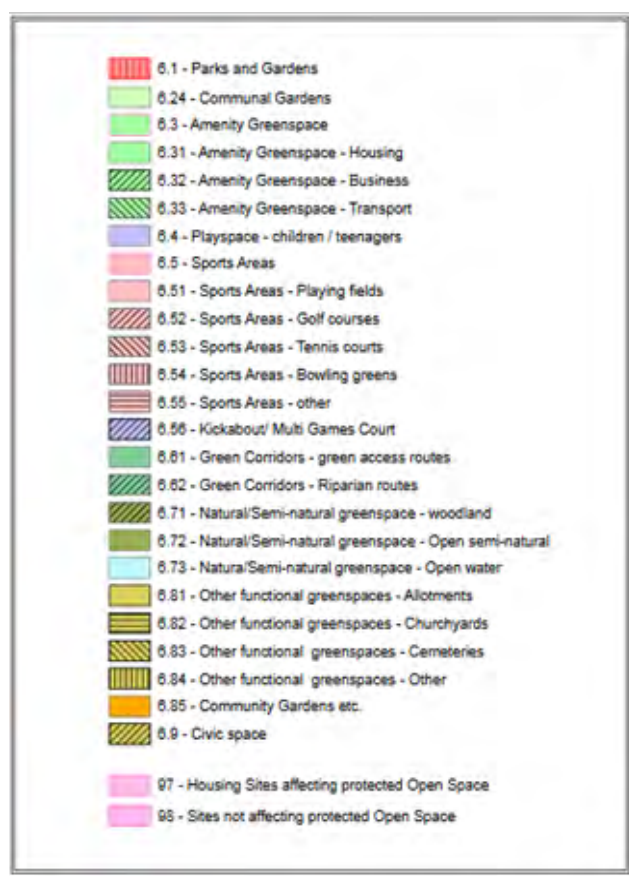 6.1 - Parks and Gardens
6.24 - Communal Gardens
6.3 - Amenity Greenspace
6.31 - Amenity Greenspace - Housing
6.32 - Amenity Greenspace - Business
6.33 - Amenity Greenspace - Transport
6.4 - Playspace - children / teenagers
6.5 - Sports Areas
6.51 - Sports Areas - Playing fields
6.52 - Sports Areas - Golf courses
6.53 - Sports Areas - Tennis courts
6.54 - Sports Areas - Bowling greens
6.55 - Sports Areas - other
6.56 - Kickabout/ Multi Games Court
6.61 - Green Corridors - green access routes
6.62 - Green Corridors - Riparian routes
6.71 - Natural/Semi-natural greenspace - woodland
6.72 - Natural/Semi-natural greenspace - Open semi-natural
6.73 - Natura/Semi-natural greenspace - Open water
6.81 - Other functional greenspaces - Allotments
6.82 - Other functional greenspaces - Churchyards
6.83 - Other functional greenspaces - Cemeteries
6.84 - Other functional greenspaces - Other
6.85 - Community Gardens etc.
6.9 - Civic space
97 - Housing Sites affecting protected Open Space
98 - Sites not affecting protected Open Space